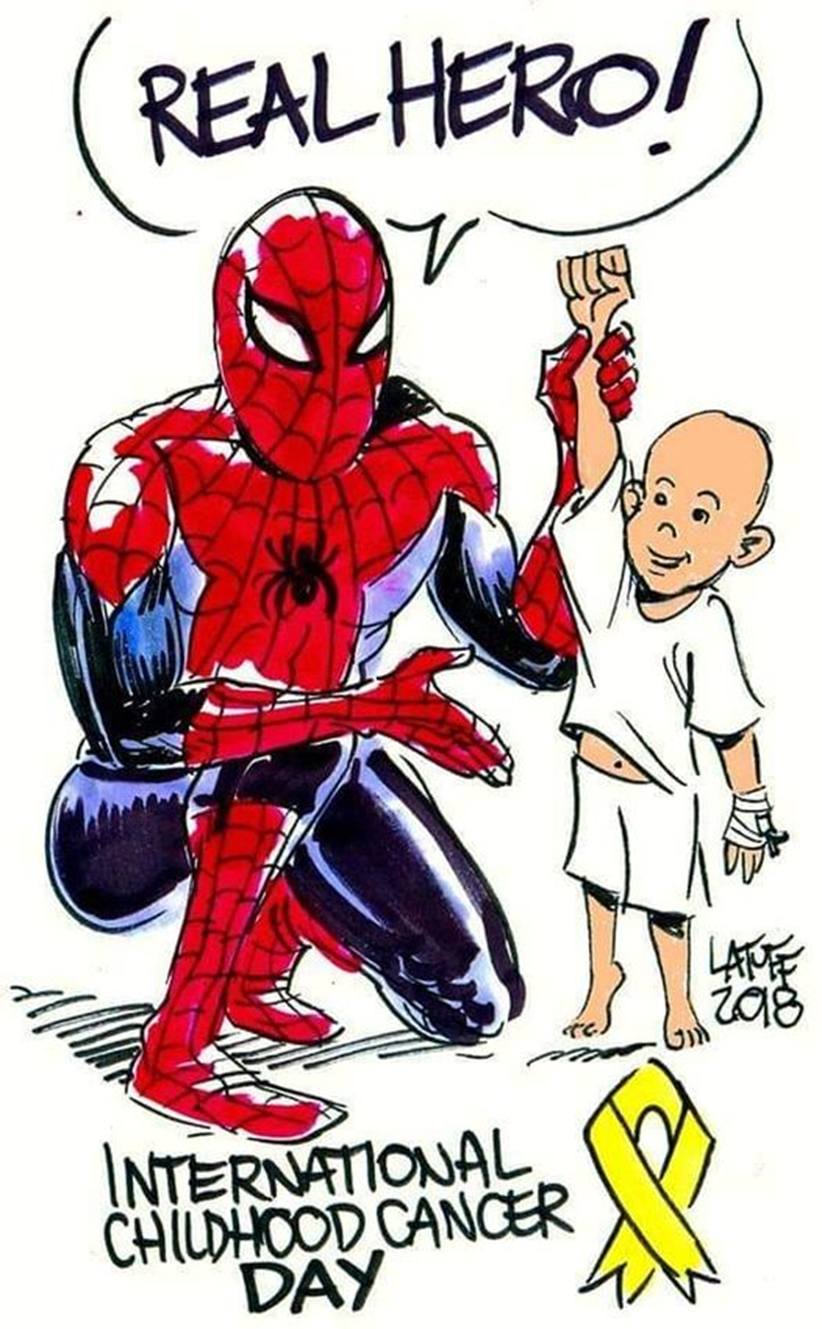 REAL HERO!
LATUFF
2018
INTERNATIONAL
CHILDHOOD CANCER
DAY